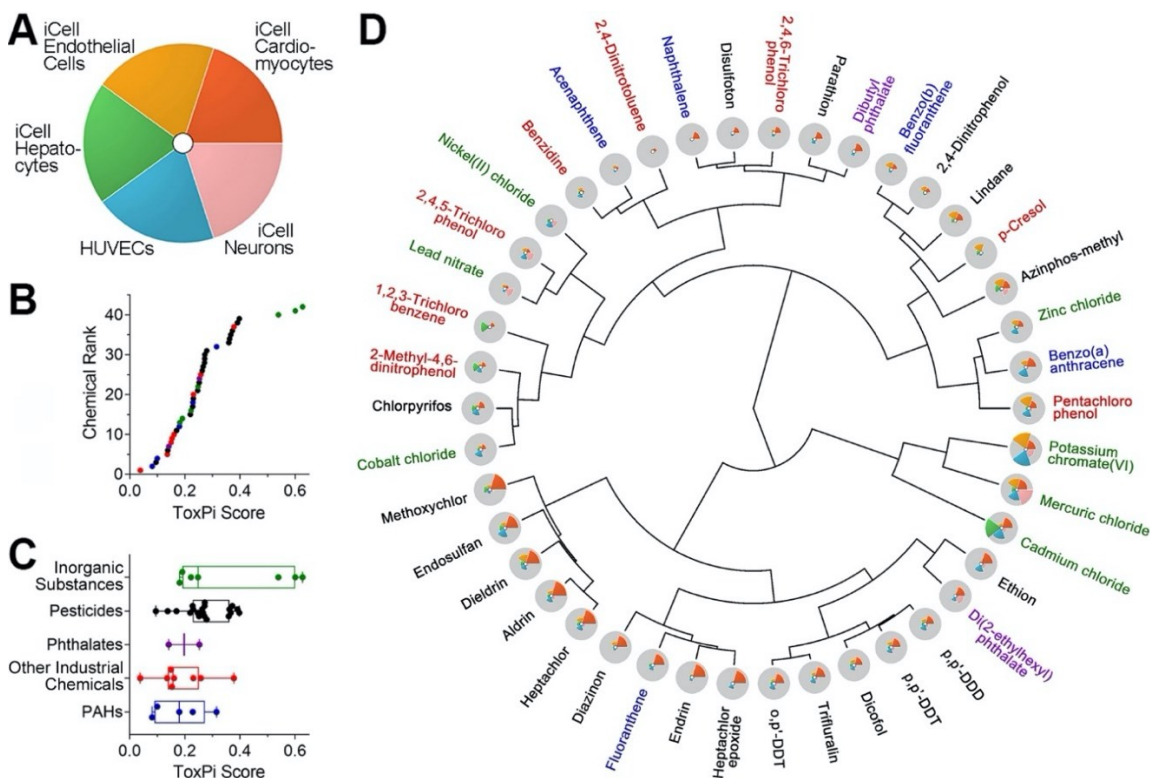 A
iCell
Endothelial
Cells
iCell
Cardio-
myocytes
iCell
Hepato-
cytes
HUVECs
iCell
Neurons
B
Chemical Rank
40
30
20
10
0
0.0 0.2 0.4 0.6
ToxPi Score
C
Inorganic
Substances
Pesticides
Phthalates
Other Industrial
Chemicals
PAHs
0.0 0.2 0.4 0.6
ToxPi Score
D
Methoxychlor
Cobalt chloride
Chlorpyrifos
2-Methyl-4,6-
dinitrophenol
1,2,3-Trichloro
benzene
Lead nitrate
2,4,5-Trichloro
phenol
Nickel(II) chloride
Benzidine
Acenaphthene
2,4-Dinitrotoluene
Naphthalene
Disulfoton
2,4,6-Trichloro
phenol
Parathion
Dibutyl
phthalate
Benzo(b)
fluoranthene
2,4-Dinitrophenol
Lindane
p-Cresol
Azinphos-methyl
Zinc chloride
Benzo(a)
anthracene
Pentachloro
phenol
Potassium
chromate(VI)
Mercuric chloride
Cadmium chloride
Ethion
Di(2-ethylhexyl)
phthalate
p,p'-DDD
p,p'-DDT
Dicofol
Trifluralin
o,p'-DDT
Heptachlor
epoxide
Endrin
Fluoranthene
Diazinon
Heptachlor
Aldrin
Dieldrin
Endosulfan